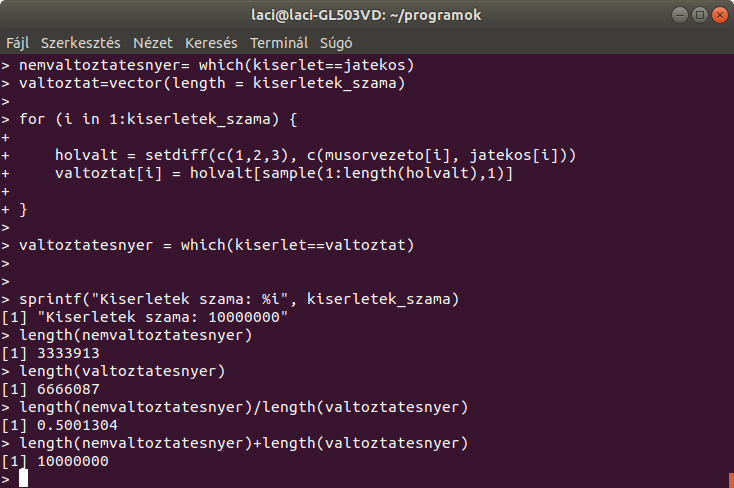 laci@laci-GL503VD: ~/programok
Fájl Szerkesztés Nézet Keresés Terminál Súgó
> nemvaltoztatesnyer= which(kiserlet==jatekos)
> valtoztat=vector(length = kiserletek_szama)
>
> for (i in 1:kiserletek_szama) {
+
+     holvalt = setdiff(c(1,2,3), c(musorvezeto[i], jatekos[i]))
+     valtoztat[i] = holvalt[sample(1:length(holvalt),1)]
+
+ }
>
> valtoztatesnyer = which(kiserlet==valtoztat)
>
>
> sprintf("Kiserletek szama: %i", kiserletek_szama)
[1] "Kiserletek szama: 10000000"
> length(nemvaltoztatesnyer)
[1] 3333913
> length(valtoztatesnyer)
[1] 6666087
> length(nemvaltoztatesnyer)/length(valtoztatesnyer)
[1] 0.5001304
> length(nemvaltoztatesnyer)+length(valtoztatesnyer)
[1] 10000000
>